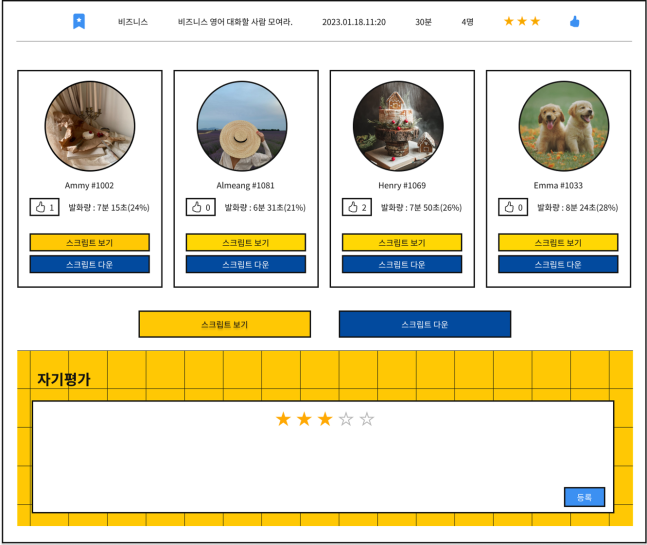 비즈니스 비즈니스 영어 대화할 사람 모여라. 2023.01.18.11:20 30분 4명
Ammy #1002
1 발화량 : 7분 15초(24%)
스크립트 보기
스크립트 다운
Almeang #1081
0 발화량 : 6분 31초(21%)
스크립트 보기
스크립트 다운
Henry #1069
2 발화량 : 7분 50초(26%)
스크립트 보기
스크립트 다운
Emma #1033
0 발화량 : 8분 24초(28%)
스크립트 보기
스크립트 다운
스크립트 보기
스크립트 다운
자기평가
등록